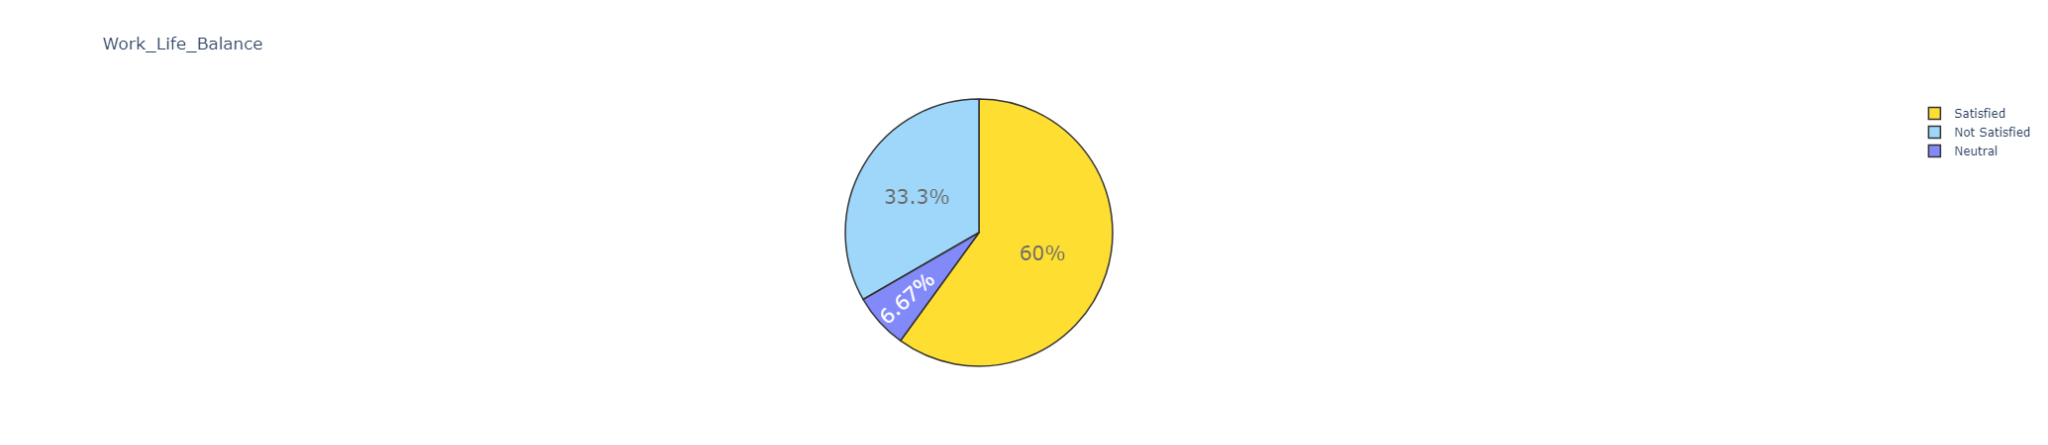 Work_Life_Balance
Satisfied
Not Satisfied
Neutral
33.3%
60%
6.67%